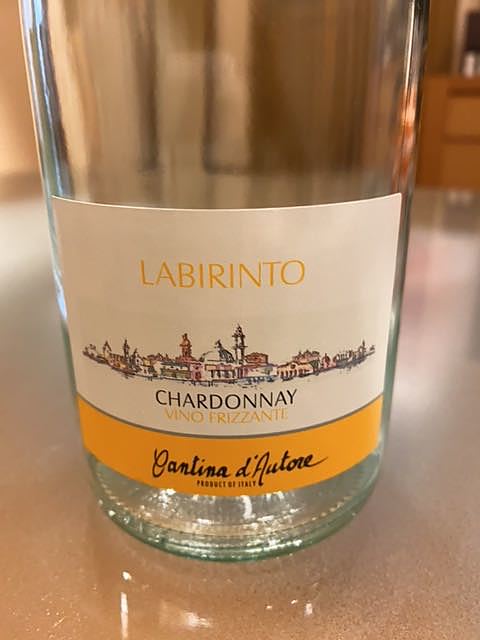 LABIRINTO
CHARDONNAY
VINO FRIZZANTE
Cantina d'Autore
PRODUCT OF ITALY